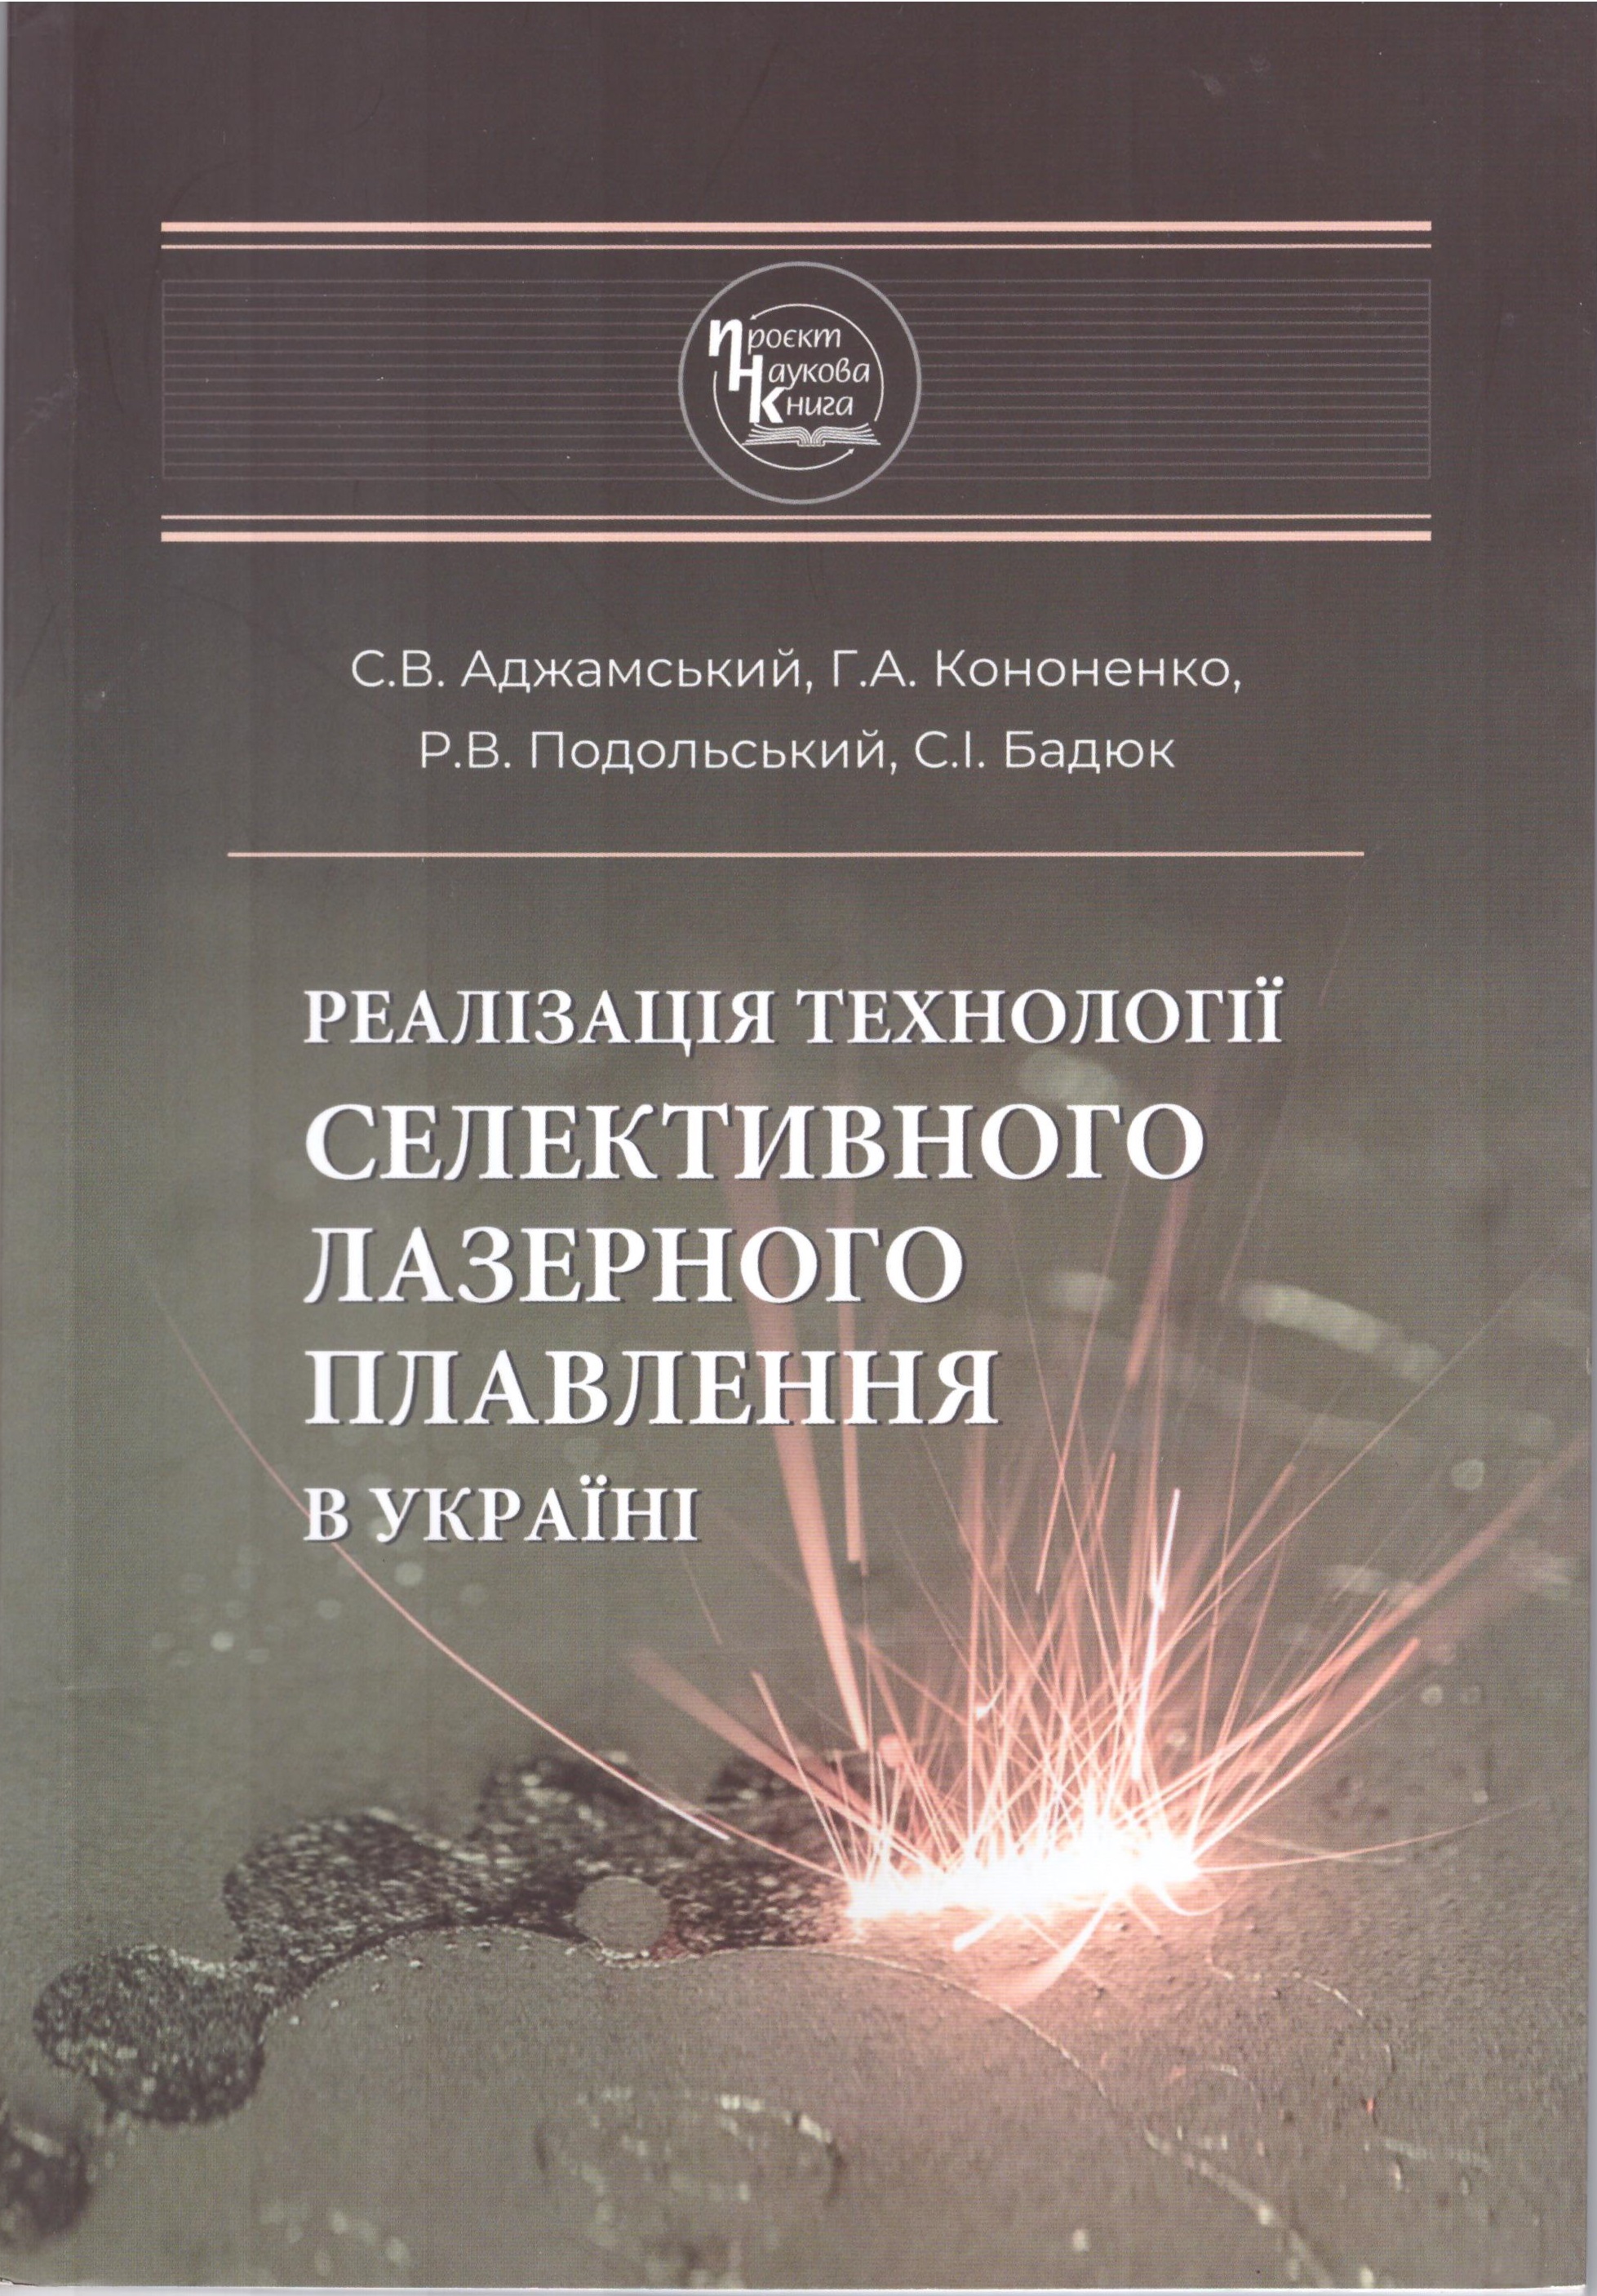 Проєкт
Наукова
Книга
С.В. Аджамський, Г.А. Кононенко,
Р.В. Подольський, С.І. Бадюк
РЕАЛІЗАЦІЯ ТЕХНОЛОГІЇ
СЕЛЕКТИВНОГО
ЛАЗЕРНОГО
ПЛАВЛЕННЯ
В УКРАЇНІ